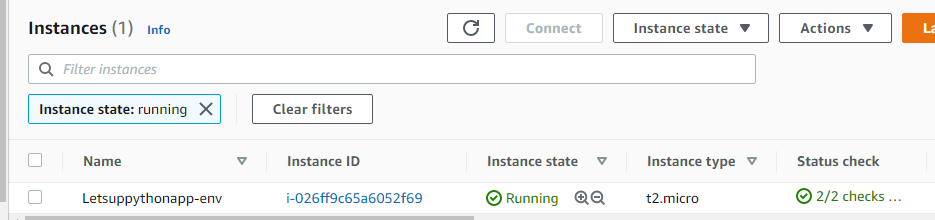 Instances (1) Info Connect Instance state Actions La
Filter instances
Instance state: running Clear filters
Name Instance ID Instance state Instance type Status check
Letsuppythonapp-env i-026ff9c65a6052f69 Running t2.micro 2/2 checks ...